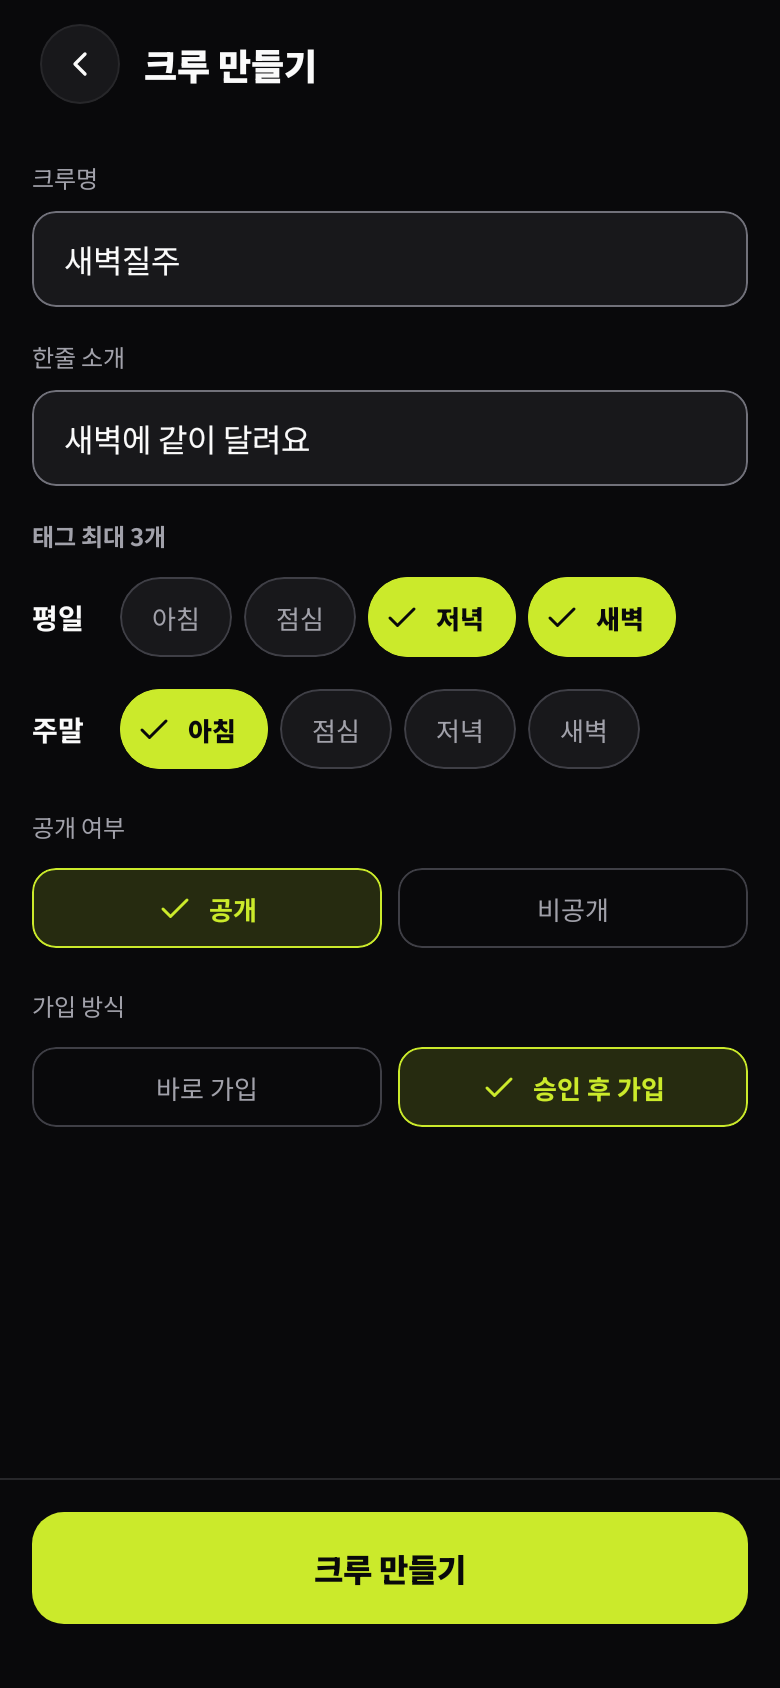 크루 만들기
크루명
새벽질주
한줄 소개
새벽에 같이 달려요
태그 최대 3개
평일 아침 점심 저녁 새벽
주말 아침 점심 저녁 새벽
공개 여부
공개 비공개
가입 방식
바로 가입 승인 후 가입
크루 만들기